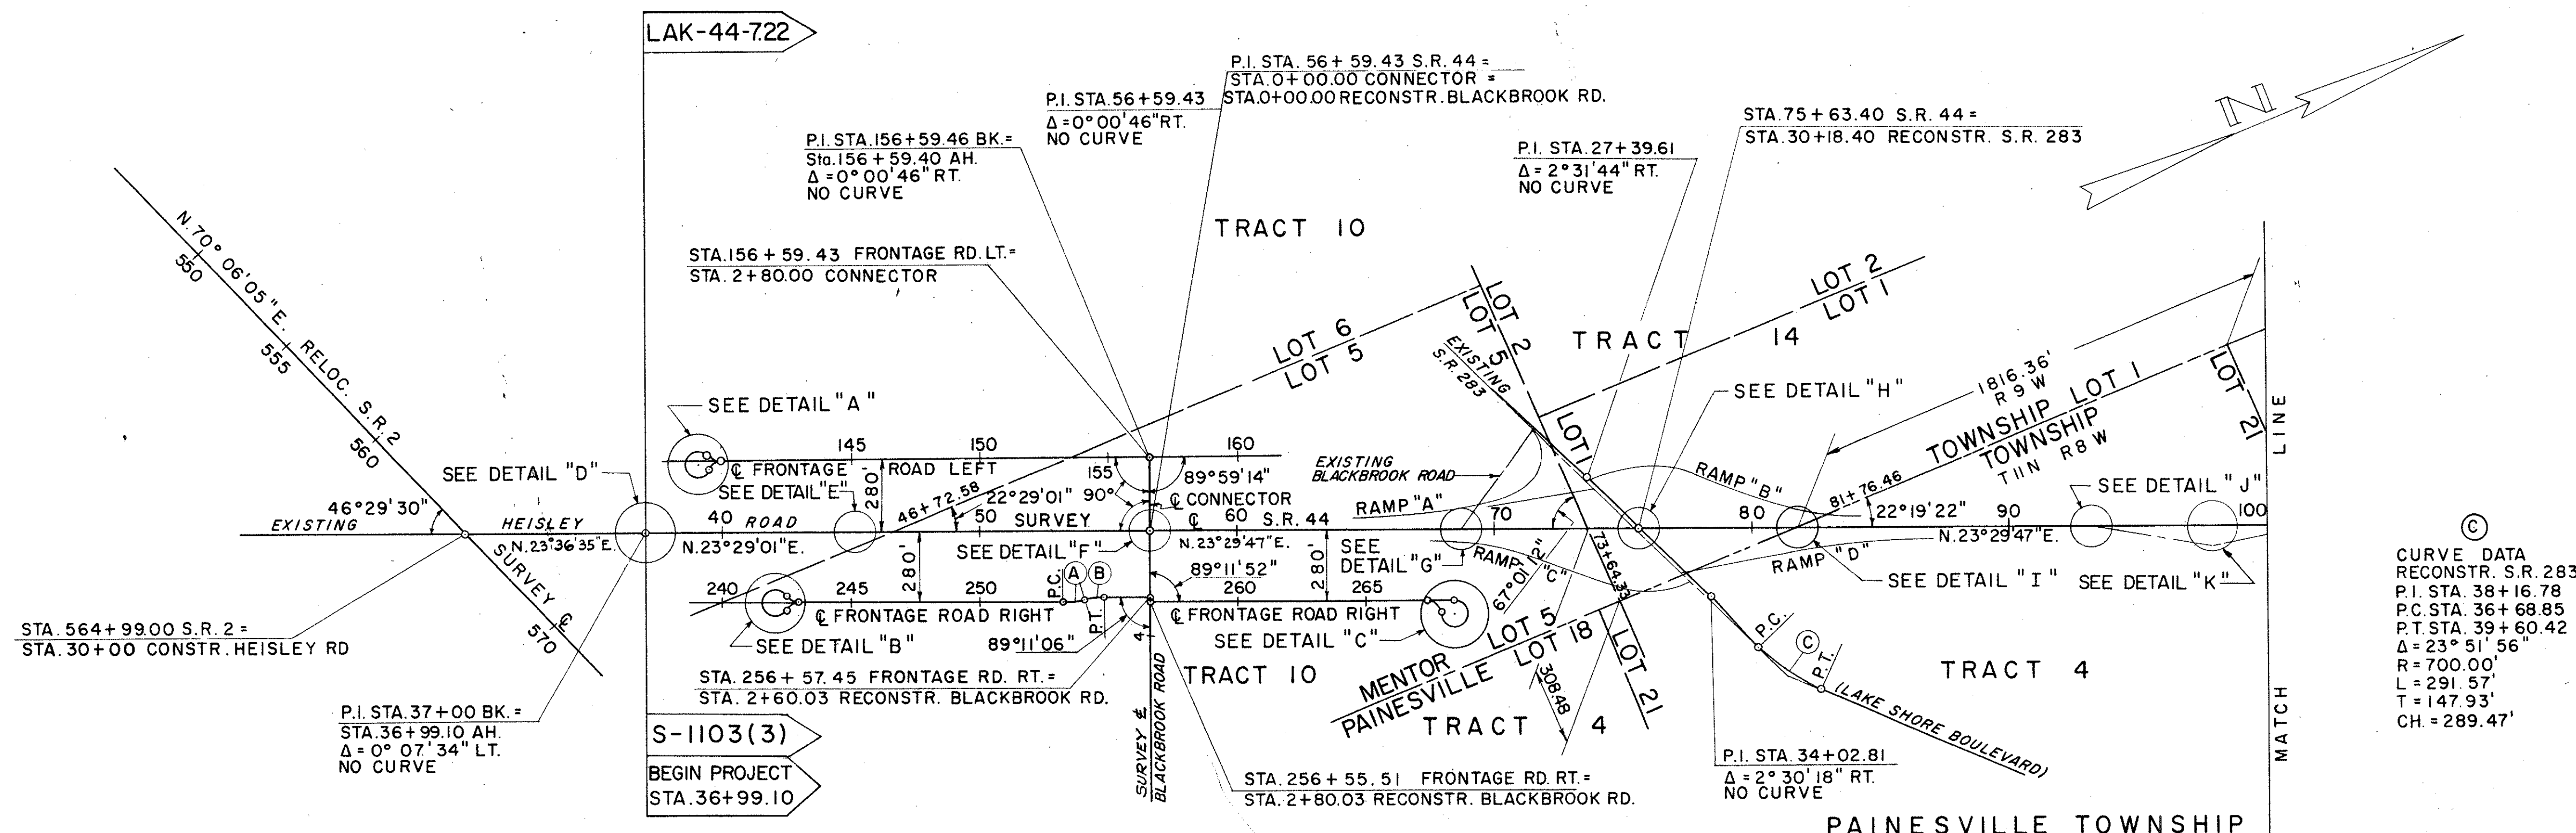 LAK-44-7.22
P.I. STA. 56+59.43 S.R. 44 =
STA.0+00.00 CONNECTOR =
STA.0+00.00 RECONSTR. BLACKBROOK RD.
P.I. STA.56+59.43
Δ=0°00'46"RT.
NO CURVE
P.I. STA.156+59.46 BK.=
Sta.156+59.40 AH.
Δ=0°00'46" RT.
NO CURVE
STA.156+59.43 FRONTAGE RD. LT.=
STA. 2+80.00 CONNECTOR
P.I. STA.27+39.61
Δ=2°31'44" RT.
NO CURVE
STA.75+63.40 S.R. 44 =
STA.30+18.40 RECONSTR. S.R. 283
N
TRACT 10
N.70°06'05"E.
RELOC. S.R.2
550
555
560
570
SURVEY ℄
LOT 6
LOT 5
LOT 2
LOT 5
LOT 2
LOT 1
TRACT 14
EXISTING
S.R. 283
LOT 1
1816.36'
R 9 W
TOWNSHIP LOT 1
TOWNSHIP
T 11 N R 8 W
LOT 21
MATCH LINE
SEE DETAIL "A"
SEE DETAIL "D"
SEE DETAIL "E"
SEE DETAIL "H"
SEE DETAIL "J"
145
150
155
160
℄ FRONTAGE ROAD LEFT
280'
46+72.58
22°29'01"
90°
89°59'14"
℄ CONNECTOR
3
EXISTING
BLACKBROOK ROAD
RAMP "A"
RAMP "B"
81+76.46
22°19'22"
46°29'30"
EXISTING HEISLEY ROAD
40
50
SURVEY ℄
60
S.R. 44
70
80
90
100
N.23°36'35"E.
N.23°29'01"E.
N.23°29'47"E.
N.23°29'47"E.
SEE DETAIL "F"
SEE
DETAIL "G"
RAMP "C"
RAMP "D"
67°01'12"
73+64.33
SEE DETAIL "I"
SEE DETAIL "K"
280'
280'
89°11'52"
240
245
250
P.C.
A
B
P.T.
260
265
℄ FRONTAGE ROAD RIGHT
℄ FRONTAGE ROAD RIGHT
SEE DETAIL "B"
89°11'06"
4
SEE DETAIL "C"
STA. 564+99.00 S.R. 2 =
STA. 30+00 CONSTR. HEISLEY RD
P.I. STA.37+00 BK. =
STA.36+99.10 AH.
Δ = 0° 07'34" LT.
NO CURVE
STA. 256+57.45 FRONTAGE RD. RT.=
STA. 2+60.03 RECONSTR. BLACKBROOK RD.
S-1103(3)
BEGIN PROJECT
STA.36+99.10
SURVEY ℄
BLACKBROOK ROAD
TRACT 10
MENTOR LOT 5
PAINESVILLE LOT 18
LOT 21
308.48
TRACT 4
P.C.
C
P.T.
(LAKE SHORE BOULEVARD)
TRACT 4
STA. 256+55.51 FRONTAGE RD. RT.=
STA. 2+80.03 RECONSTR. BLACKBROOK RD.
P.I. STA. 34+02.81
Δ = 2°30'18" RT.
NO CURVE
C
CURVE DATA
RECONSTR. S.R. 283
P.I. STA. 38+16.78
P.C. STA. 36+68.85
P.T. STA. 39+60.42
Δ = 23° 51' 56"
R = 700.00'
L = 291.57'
T = 147.93'
CH. = 289.47'
PAINESVILLE TOWNSHIP